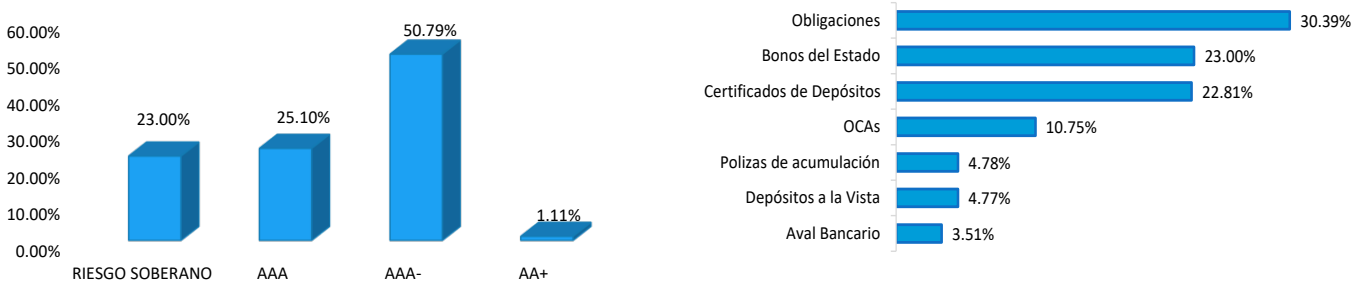 60.00%
50.00%
40.00%
30.00%
20.00%
10.00%
0.00%
23.00%
25.10%
50.79%
1.11%
RIESGO SOBERANO AAA AAA- AA+
Obligaciones 30.39%
Bonos del Estado 23.00%
Certificados de Depósitos 22.81%
OCAs 10.75%
Polizas de acumulación 4.78%
Depósitos a la Vista 4.77%
Aval Bancario 3.51%